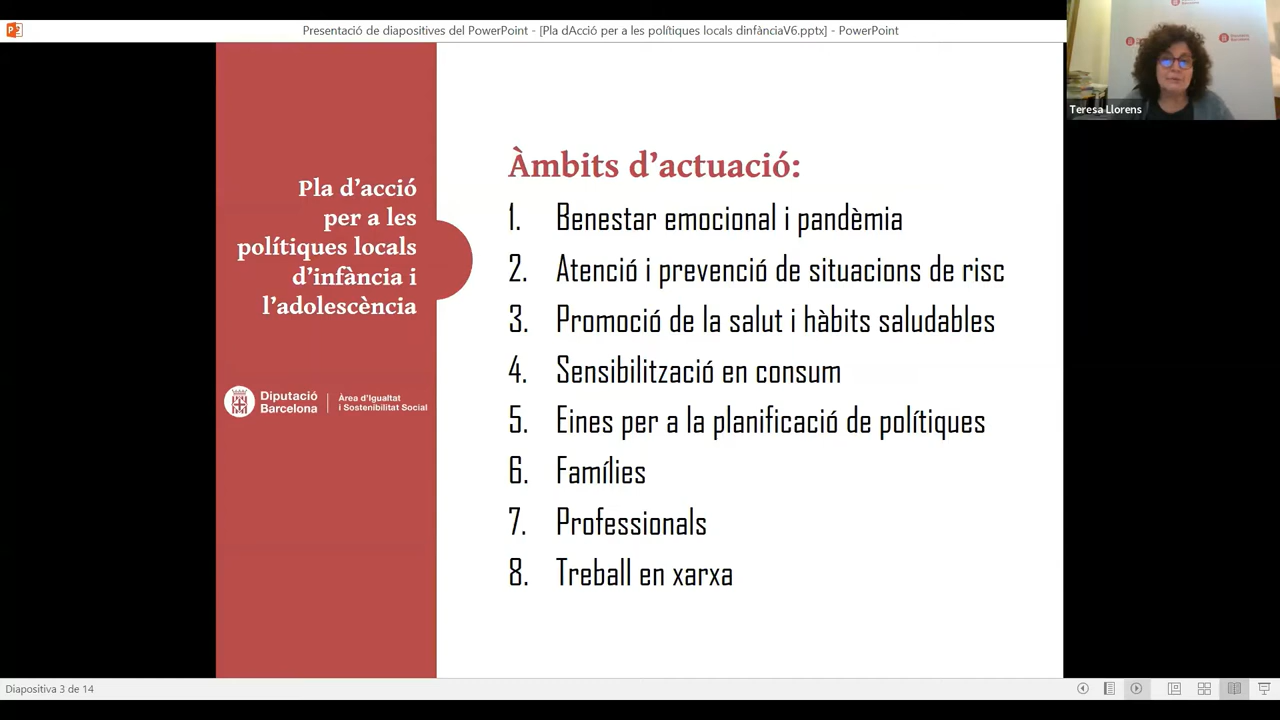 Presentació de diapositives del PowerPoint - [Pla dAcció per a les polítiques locals dinfànciaV6.pptx] - PowerPoint
Teresa Llorens
Pla d'acció
per a les
polítiques locals
d'infància i
l'adolescència
Diputació
Barcelona
Àrea d'Igualtat
i Sostenibilitat Social
Àmbits d'actuació:
1. Benestar emocional i pandèmia
2. Atenció i prevenció de situacions de risc
3. Promoció de la salut i hàbits saludables
4. Sensibilització en consum
5. Eines per a la planificació de polítiques
6. Famílies
7. Professionals
8. Treball en xarxa
Diapositiva 3 de 14